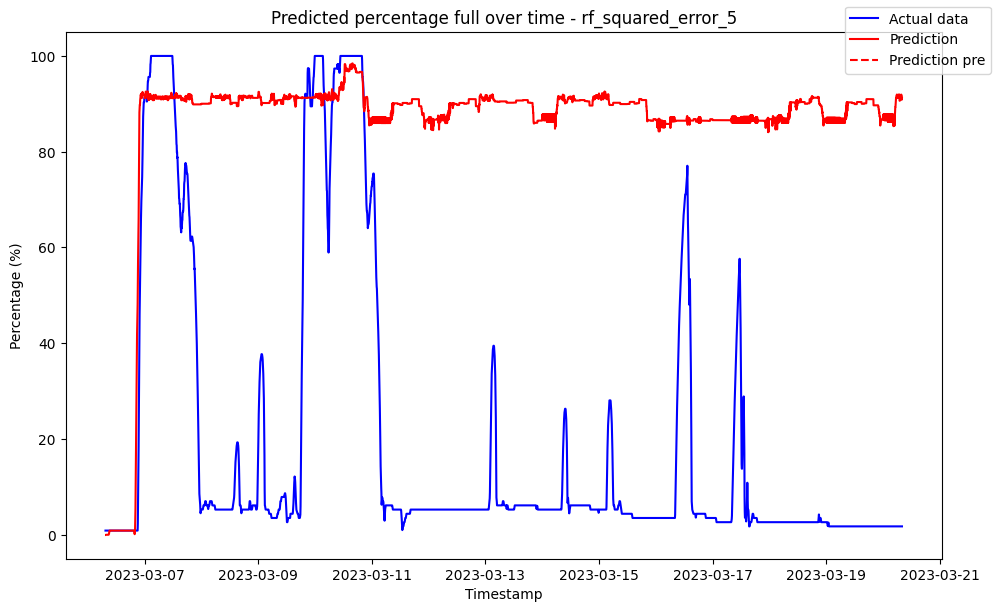 Predicted percentage full over time - rf_squared_error_5
Actual data
Prediction
Prediction pre
100
80
60
40
20
0
Percentage (%)
2023-03-07
2023-03-09
2023-03-11
2023-03-13
2023-03-15
2023-03-17
2023-03-19
2023-03-21
Timestamp